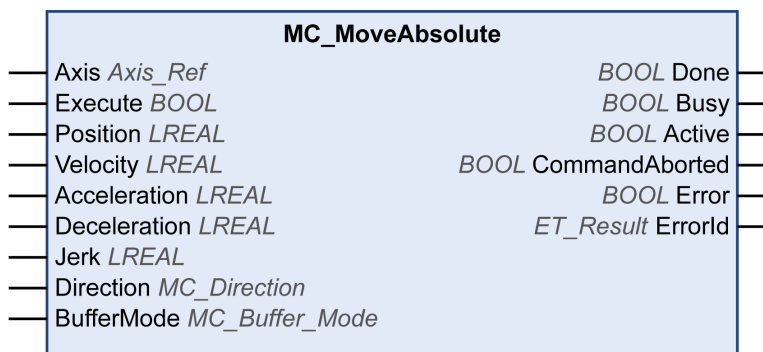 MC_MoveAbsolute
Axis Axis_Ref BOOL Done
Execute BOOL BOOL Busy
Position LREAL BOOL Active
Velocity LREAL BOOL CommandAborted
Acceleration LREAL BOOL Error
Deceleration LREAL ET_Result ErrorId
Jerk LREAL
Direction MC_Direction
BufferMode MC_Buffer_Mode